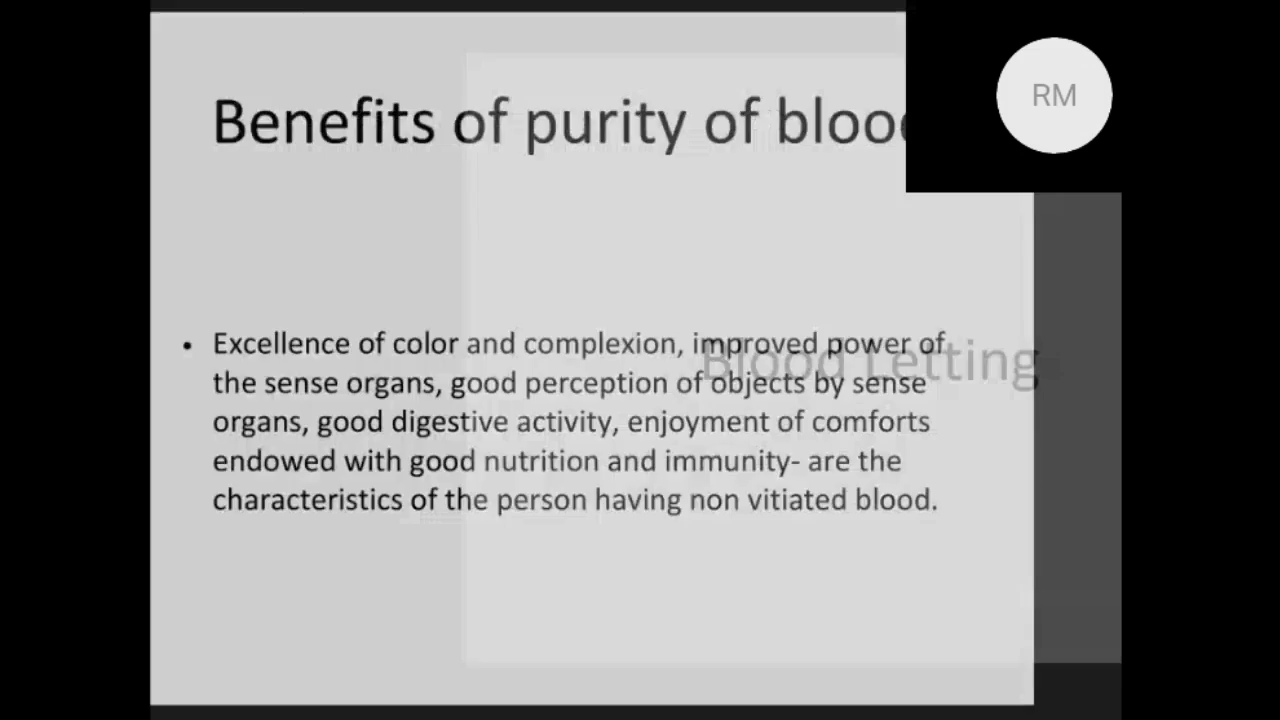 Benefits of purity of blood
RM
• Excellence of color and complexion, improved power of
Blood Letting
the sense organs, good perception of objects by sense
organs, good digestive activity, enjoyment of comforts
endowed with good nutrition and immunity- are the
characteristics of the person having non vitiated blood.